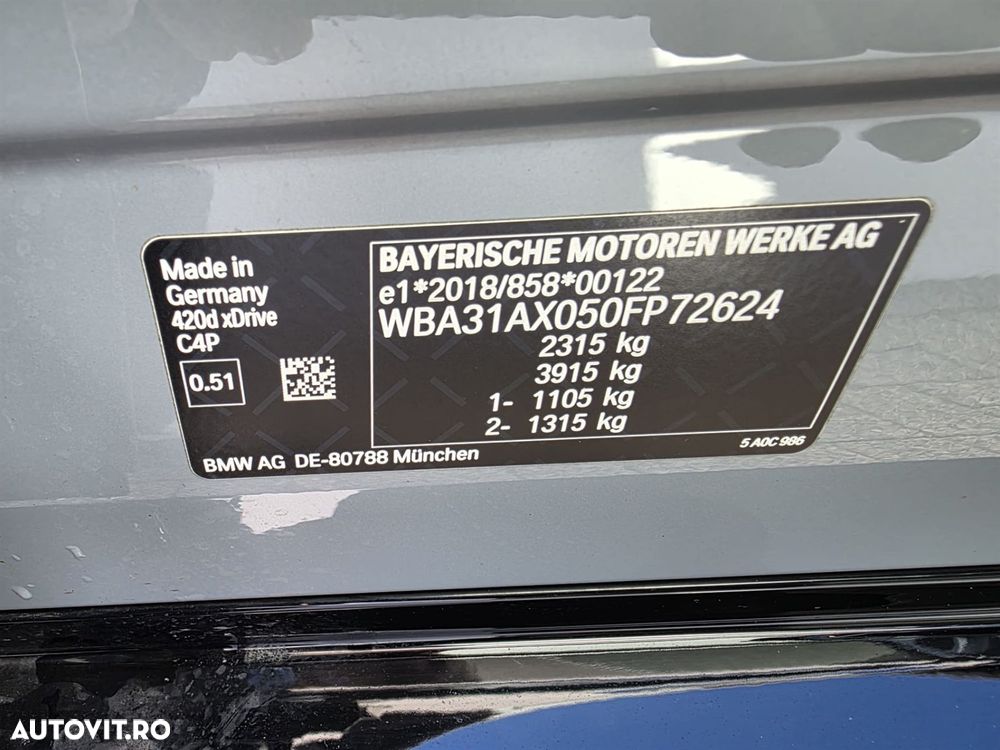 Made in
Germany
420d xDrive
C4P
0.51
BAYERISCHE MOTOREN WERKE AG
e1*2018/858*00122
WBA31AX050FP72624
2315 kg
3915 kg
1- 1105 kg
2- 1315 kg
BMW AG DE-80788 München
5 A0C 986
AUTOVIT.RO